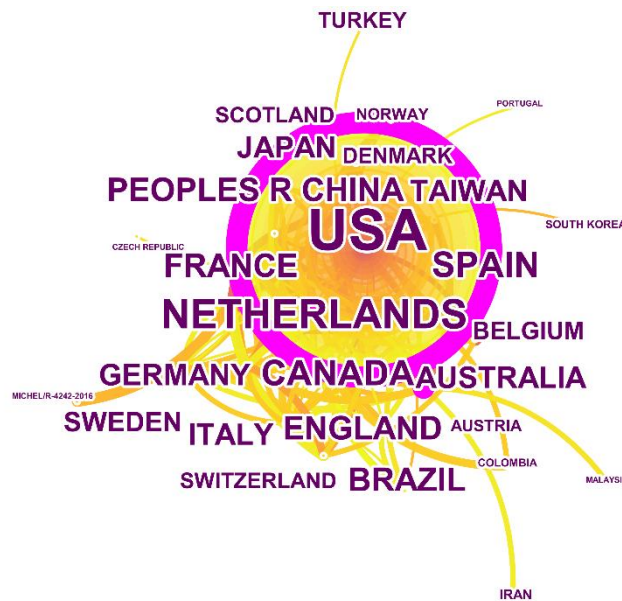 TURKEY
PORTUGAL
SCOTLAND NORWAY
JAPAN DENMARK
PEOPLES R CHINA TAIWAN
USA
SOUTH KOREA
CZECH REPUBLIC
FRANCE SPAIN
NETHERLANDS
BELGIUM
GERMANY CANADA AUSTRALIA
MICHEL/R-4242-2016
SWEDEN ITALY ENGLAND AUSTRIA
COLOMBIA
SWITZERLAND BRAZIL MALAYSI
IRAN